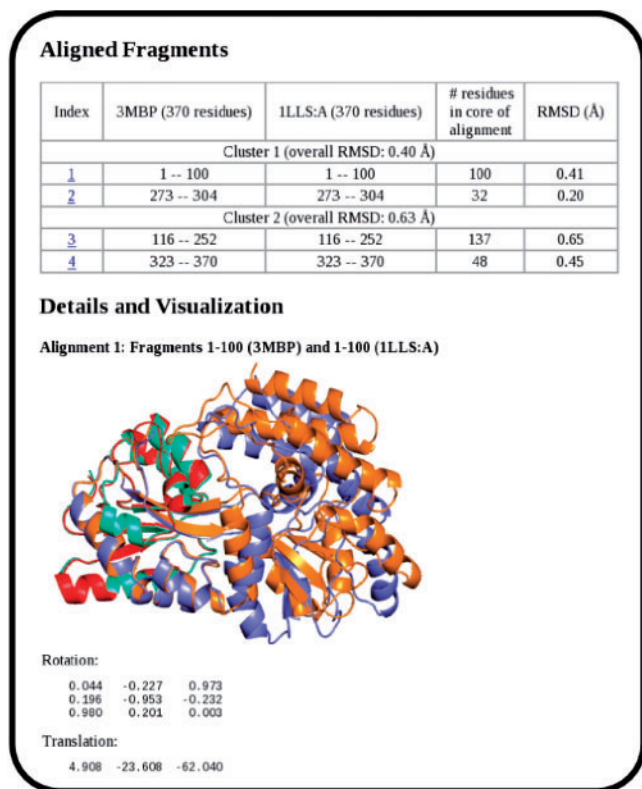 Aligned Fragments
Index 3MBP (370 residues) 1LLS:A (370 residues) # residues in core of alignment RMSD (Å)
Cluster 1 (overall RMSD: 0.40 Å)
1 1 -- 100 1 -- 100 100 0.41
2 273 -- 304 273 -- 304 32 0.20
Cluster 2 (overall RMSD: 0.63 Å)
3 116 -- 252 116 -- 252 137 0.65
4 323 -- 370 323 -- 370 48 0.45
Details and Visualization
Alignment 1: Fragments 1-100 (3MBP) and 1-100 (1LLS:A)
Rotation:
0.044 -0.227 0.973
0.196 -0.953 -0.232
0.980 0.201 0.003
Translation:
4.908 -23.608 -62.040